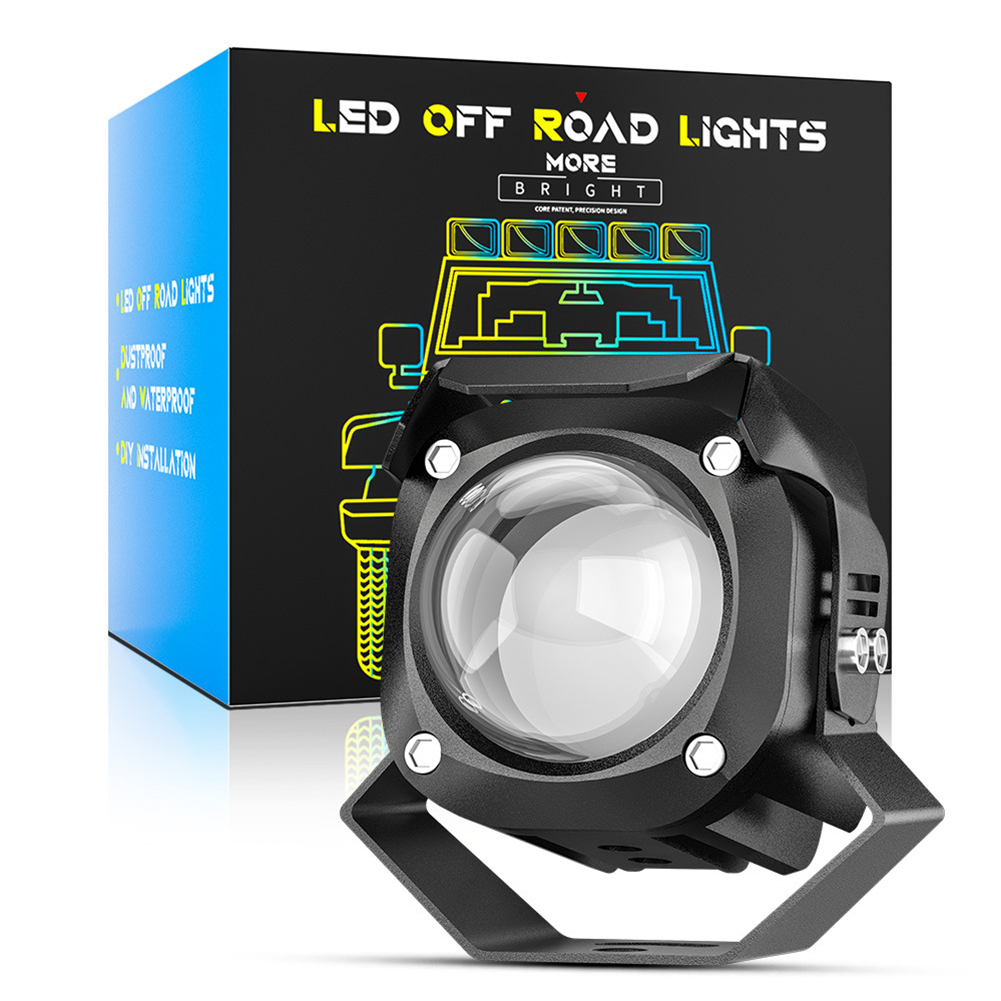 LED OFF ROAD LIGHTS
MORE
BRIGHT
CORE PATENT, PRECISION DESIGN
LED OFF ROAD LIGHTS
DUSTPROOF
AND WATERPROOF
DIY INSTALLATION